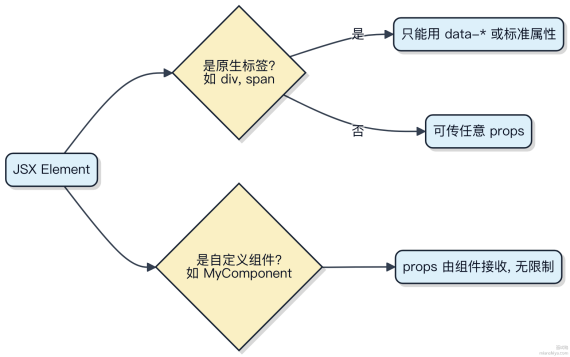 是原生标签?
如 div, span
是
只能用 data-* 或标准属性
否
可传任意 props
JSX Element
是自定义组件?
如 MyComponent
props 由组件接收, 无限制